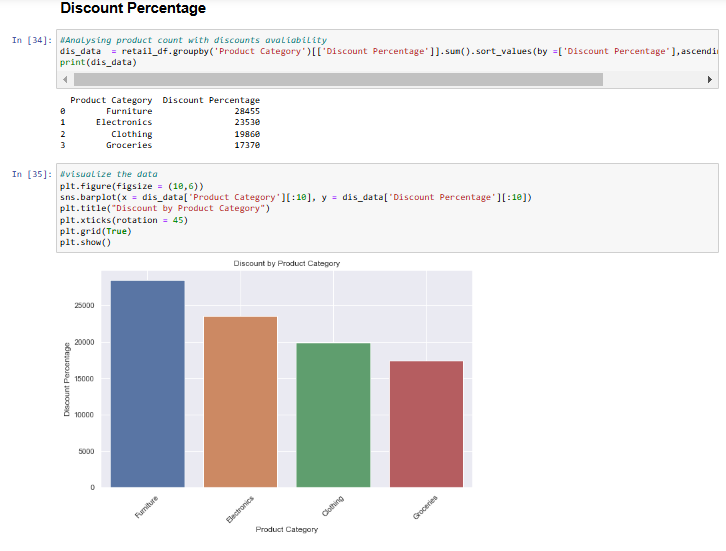 Discount Percentage
In [34]: #Analysing product count with discounts avaliability
dis_data = retail_df.groupby('Product Category')[['Discount Percentage']].sum().sort_values(by =['Discount Percentage'],ascendi
print(dis_data)
Product Category Discount Percentage
0 Furniture 28455
1 Electronics 23530
2 Clothing 19860
3 Groceries 17370
In [35]: #visualize the data
plt.figure(figsize = (10,6))
sns.barplot(x = dis_data['Product Category'][:10], y = dis_data['Discount Percentage'][:10])
plt.title("Discount by Product Category")
plt.xticks(rotation = 45)
plt.grid(True)
plt.show()
Discount by Product Category
25000
20000
15000
10000
5000
0
Discount Percentage
Furniture
Electronics
Clothing
Groceries
Product Category